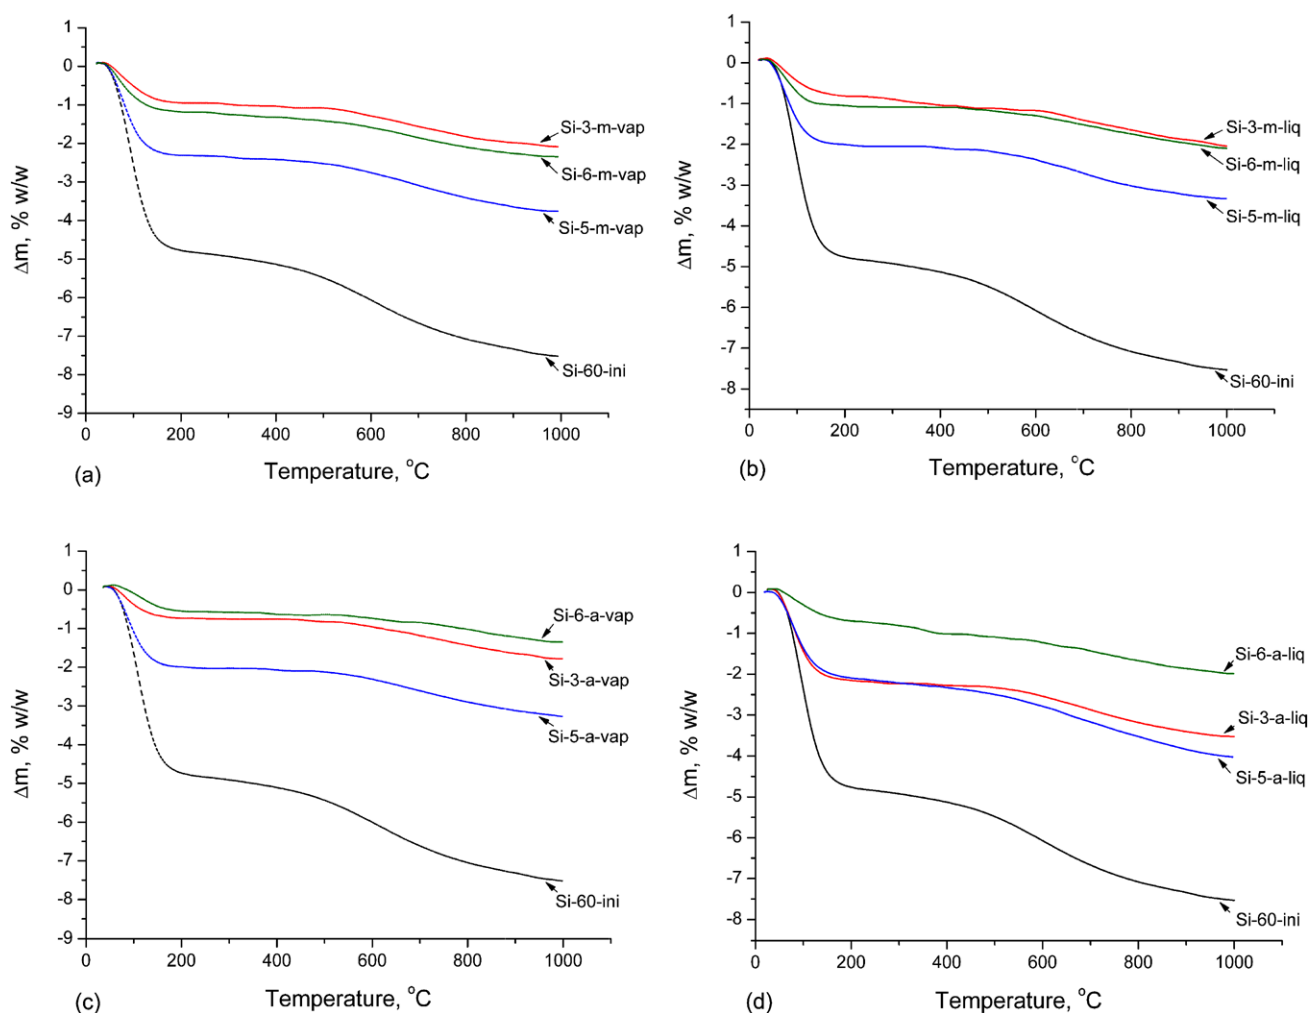 1
0
-1
-2
-3
-4
-5
-6
-7
-8
-9
Δm, % w/w
Si-3-m-vap
Si-6-m-vap
Si-5-m-vap
Si-60-ini
0 200 400 600 800 1000
(a)
Temperature, °C
1
0
-1
-2
-3
-4
-5
-6
-7
-8
Δm, % w/w
Si-3-m-liq
Si-6-m-liq
Si-5-m-liq
Si-60-ini
0 200 400 600 800 1000
(b)
Temperature, °C
1
0
-1
-2
-3
-4
-5
-6
-7
-8
-9
Δm, % w/w
Si-6-a-vap
Si-3-a-vap
Si-5-a-vap
Si-60-ini
0 200 400 600 800 1000
(c)
Temperature, °C
1
0
-1
-2
-3
-4
-5
-6
-7
-8
Δm, % w/w
Si-6-a-liq
Si-3-a-liq
Si-5-a-liq
Si-60-ini
0 200 400 600 800 1000
(d)
Temperature, °C